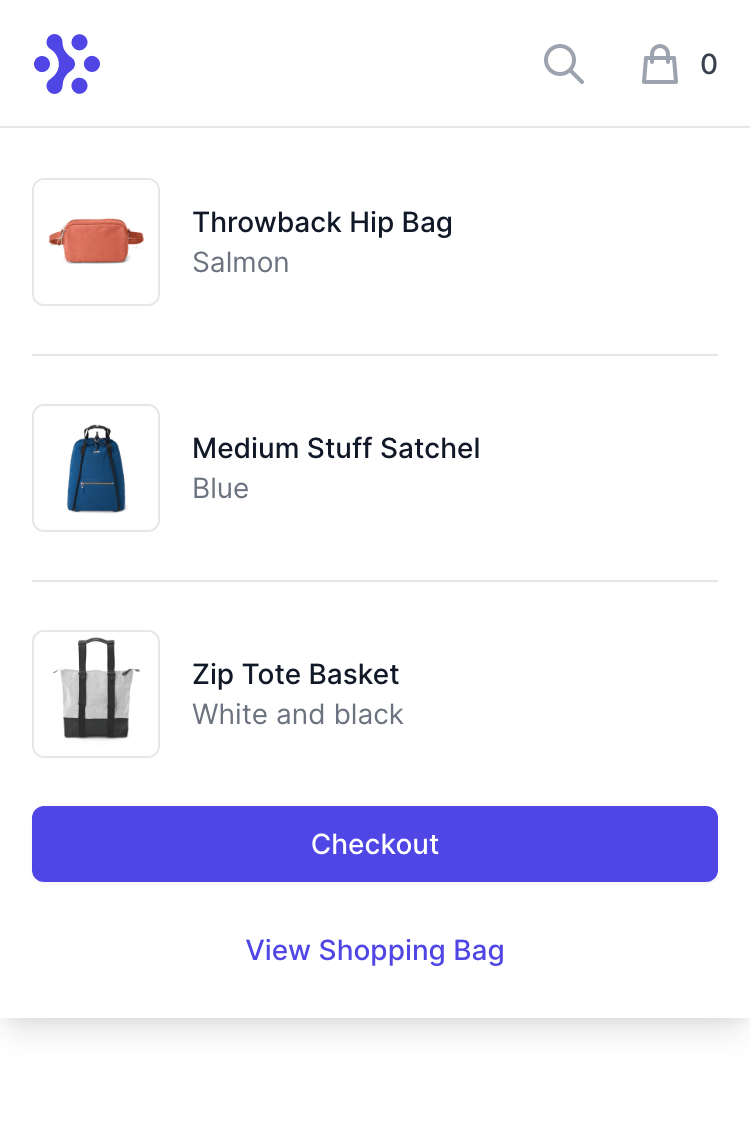 0
Throwback Hip Bag
Salmon
Medium Stuff Satchel
Blue
Zip Tote Basket
White and black
Checkout
View Shopping Bag